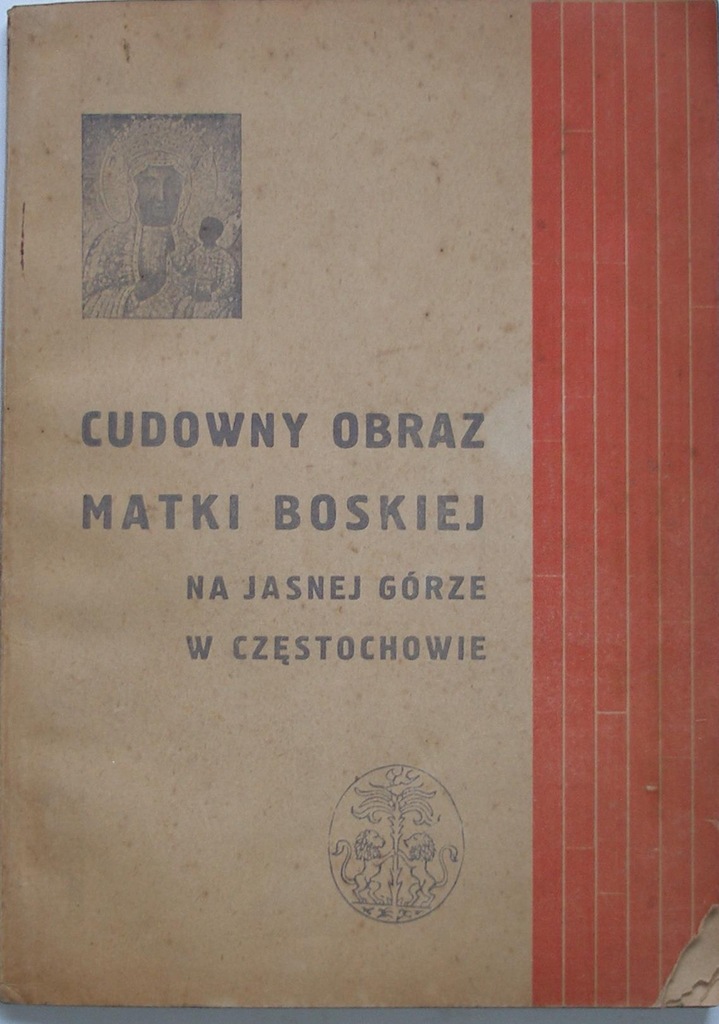 CUDOWNY OBRAZ
MATKI BOSKIEJ
NA JASNEJ GÓRZE
W CZĘSTOCHOWIE